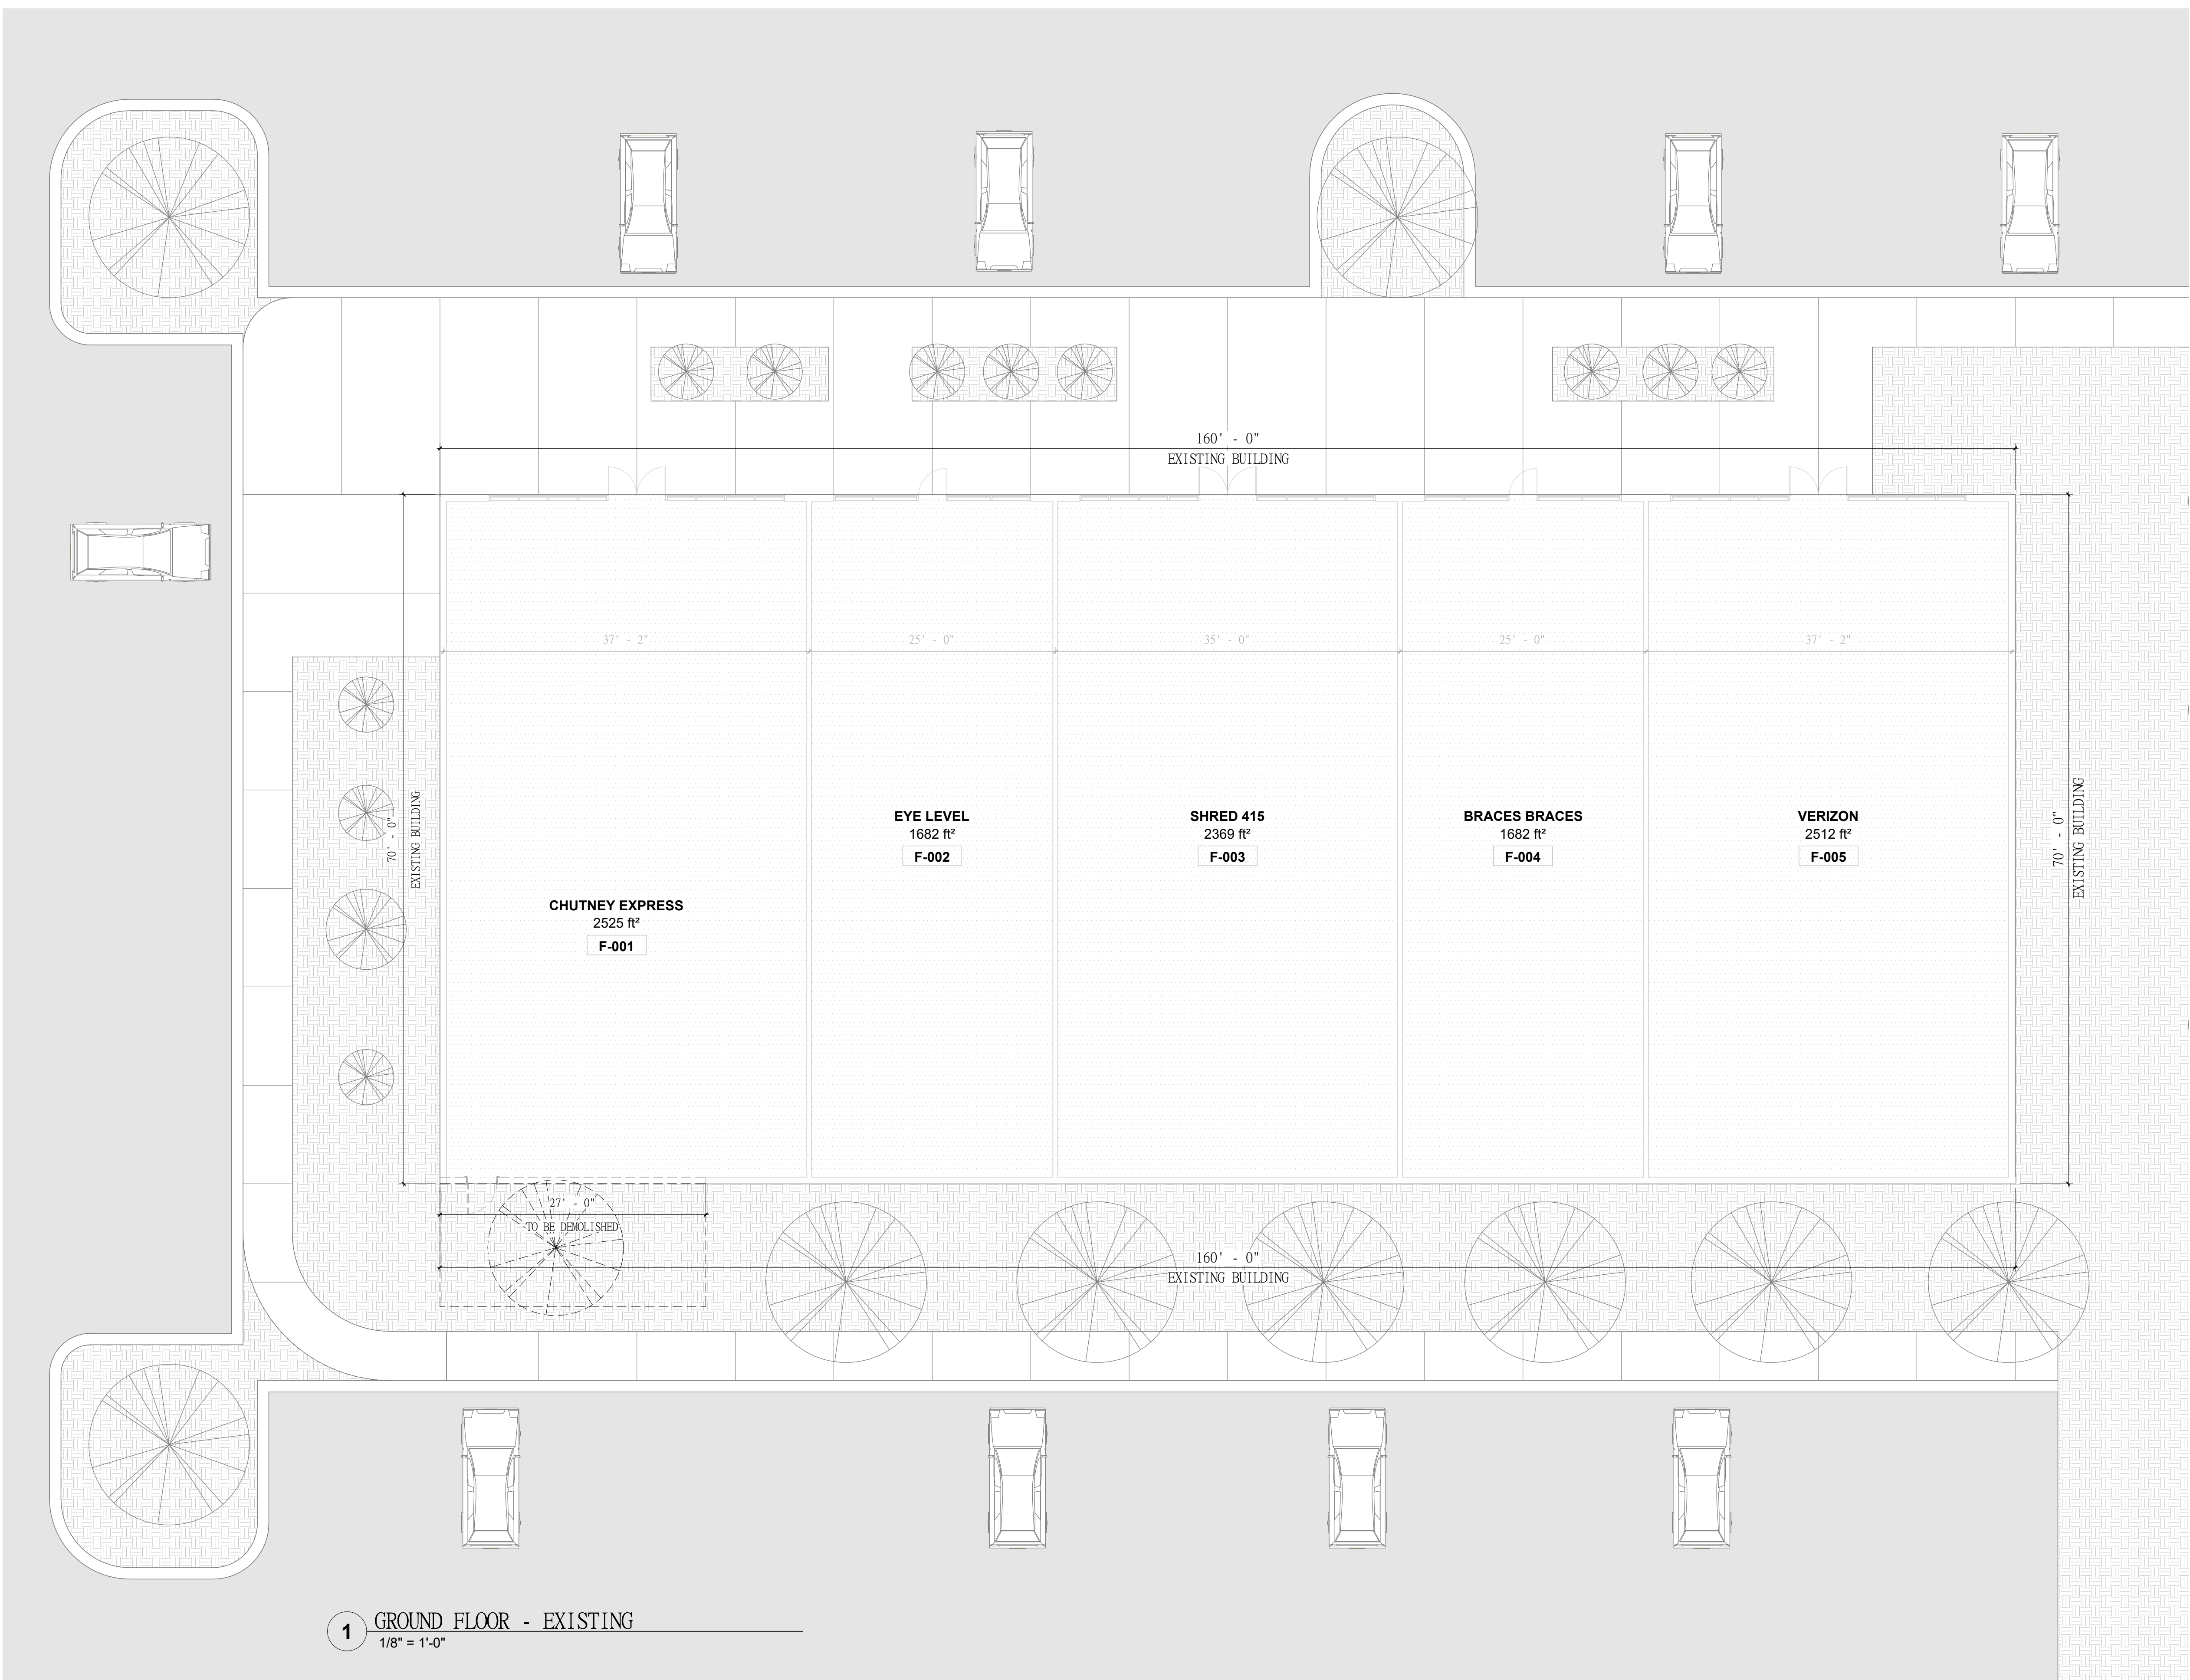 160' - 0"
EXISTING BUILDING
37' - 2"
25' - 0"
35' - 0"
25' - 0"
37' - 2"
70' - 0"
EXISTING BUILDING
CHUTNEY EXPRESS
2525 ft²
F-001
EYE LEVEL
1682 ft²
F-002
SHRED 415
2369 ft²
F-003
BRACES BRACES
1682 ft²
F-004
VERIZON
2512 ft²
F-005
70' - 0"
EXISTING BUILDING
27' - 0"
TO BE DEMOLISHED
160' - 0"
EXISTING BUILDING
1
GROUND FLOOR - EXISTING
1/8" = 1'-0"